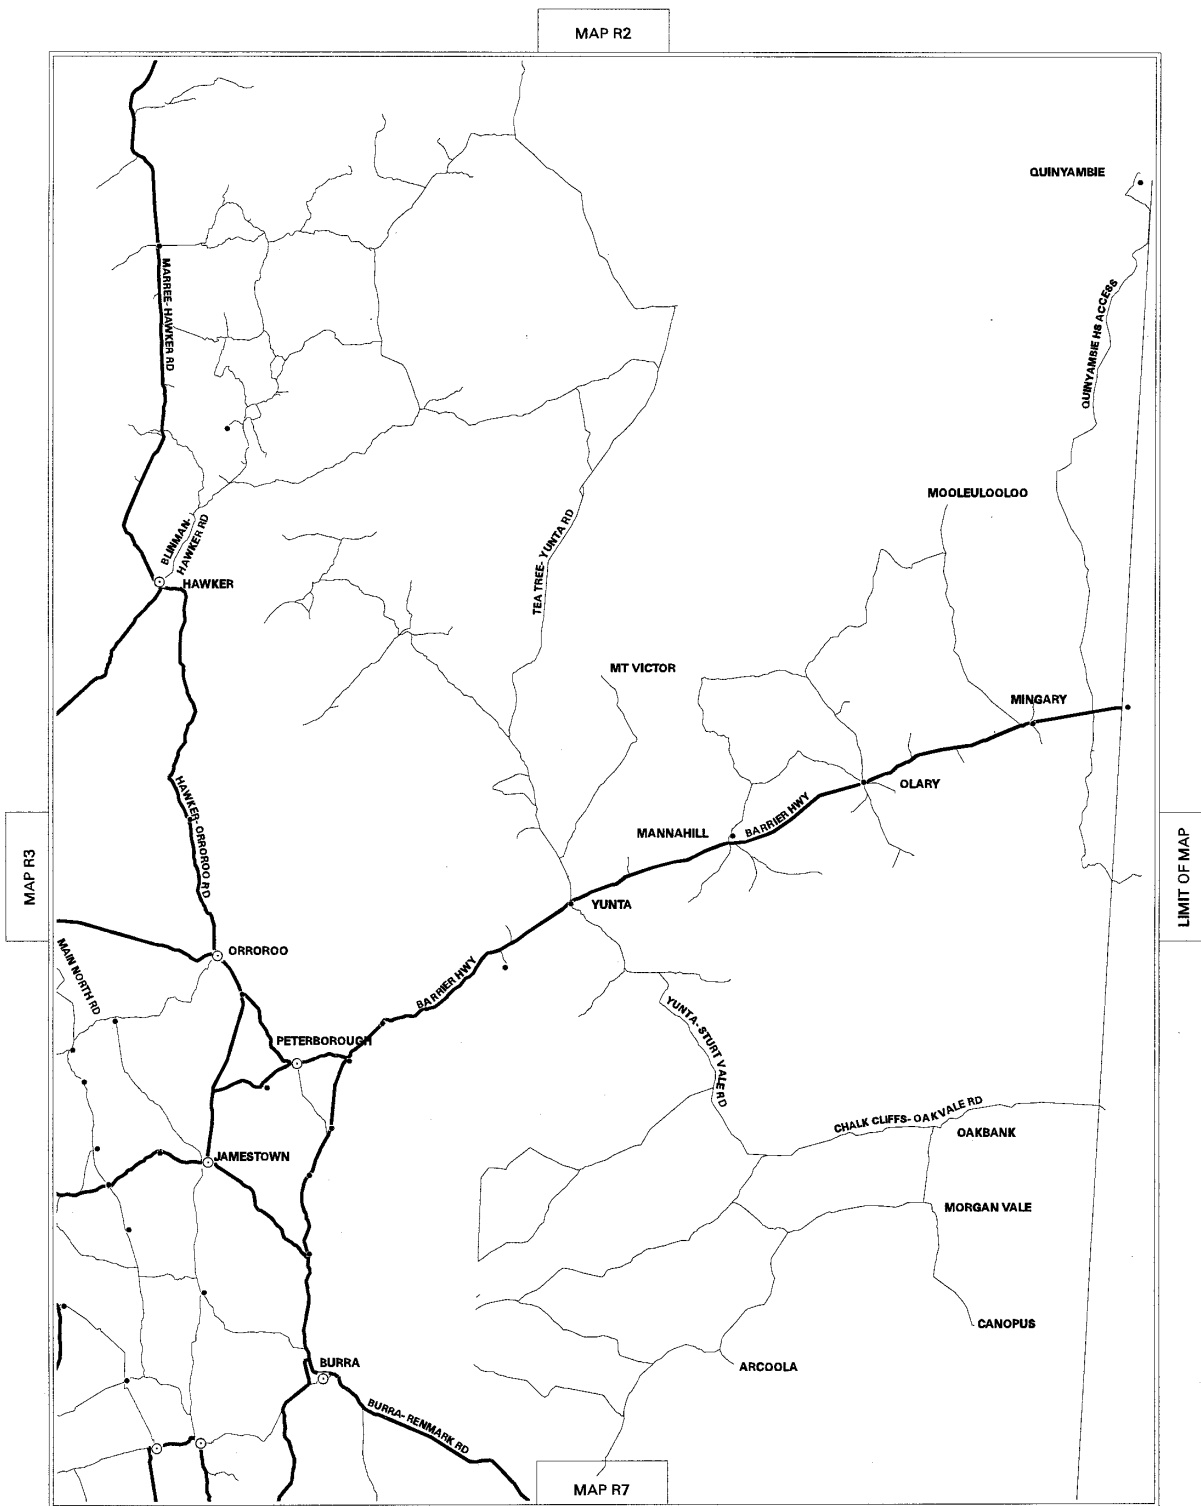 MAP R2
QUINYAMBIE
MARREE-HAWKER RD
QUINYAMBIE HS ACCESS
MOOLEULOOLOO
BLINMAN-
HAWKER RD
TEA TREE-YUNTA RD
HAWKER
MT VICTOR
MINGARY
HAWKER-ORROROO RD
OLARY
BARRIER HWY
MANNAHILL
MAP R3
LIMIT OF MAP
YUNTA
MAIN NORTH RD
ORROROO
BARRIER HWY
YUNTA-STURT VALE RD
PETERBOROUGH
CHALK CLIFFS-OAKVALE RD
OAKBANK
JAMESTOWN
MORGAN VALE
CANOPUS
BURRA
ARCOOLA
BURRA-RENMARK RD
MAP R7